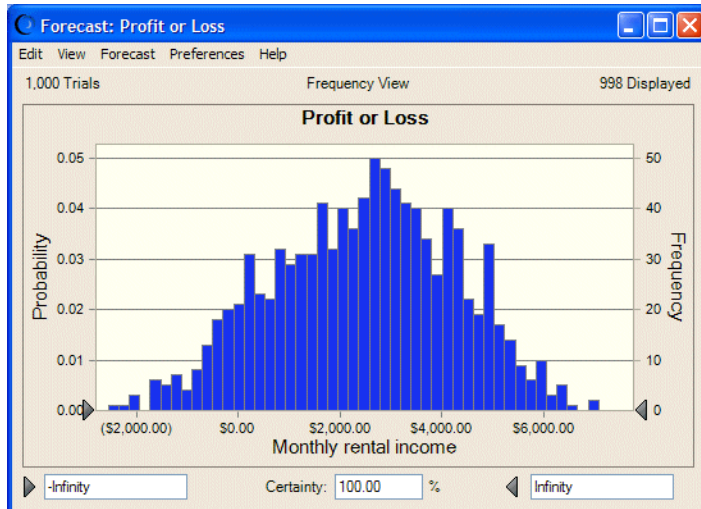 Forecast: Profit or Loss
Edit View Forecast Preferences Help
1,000 Trials Frequency View 998 Displayed
Profit or Loss
0.05 50
0.04 40
0.03 30
0.02 20
0.01 10
0.00 0
Probability
Frequency
($2,000.00) $0.00 $2,000.00 $4,000.00 $6,000.00
Monthly rental income
-Infinity Certainty: 100.00 % Infinity